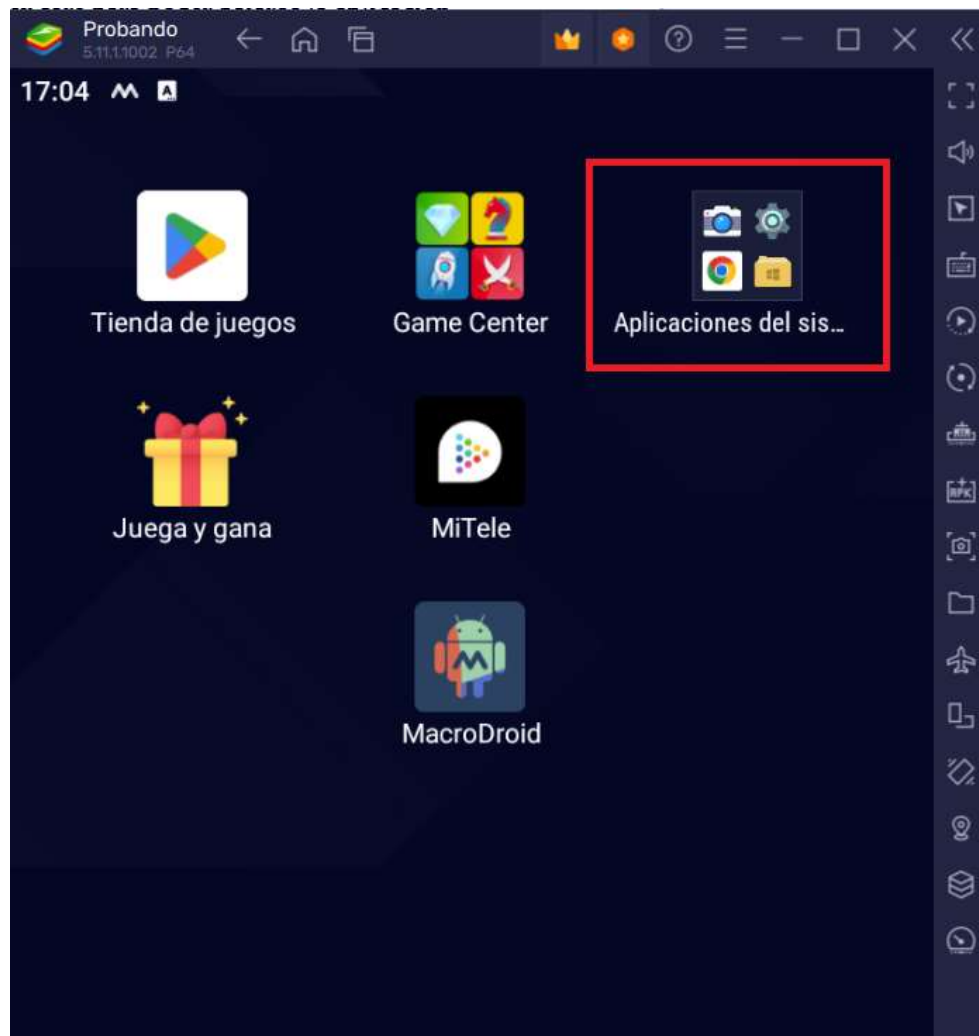 Probando
5.11.1.1002 P64
17:04
Tienda de juegos
Game Center
Aplicaciones del sis...
Juega y gana
MiTele
MacroDroid